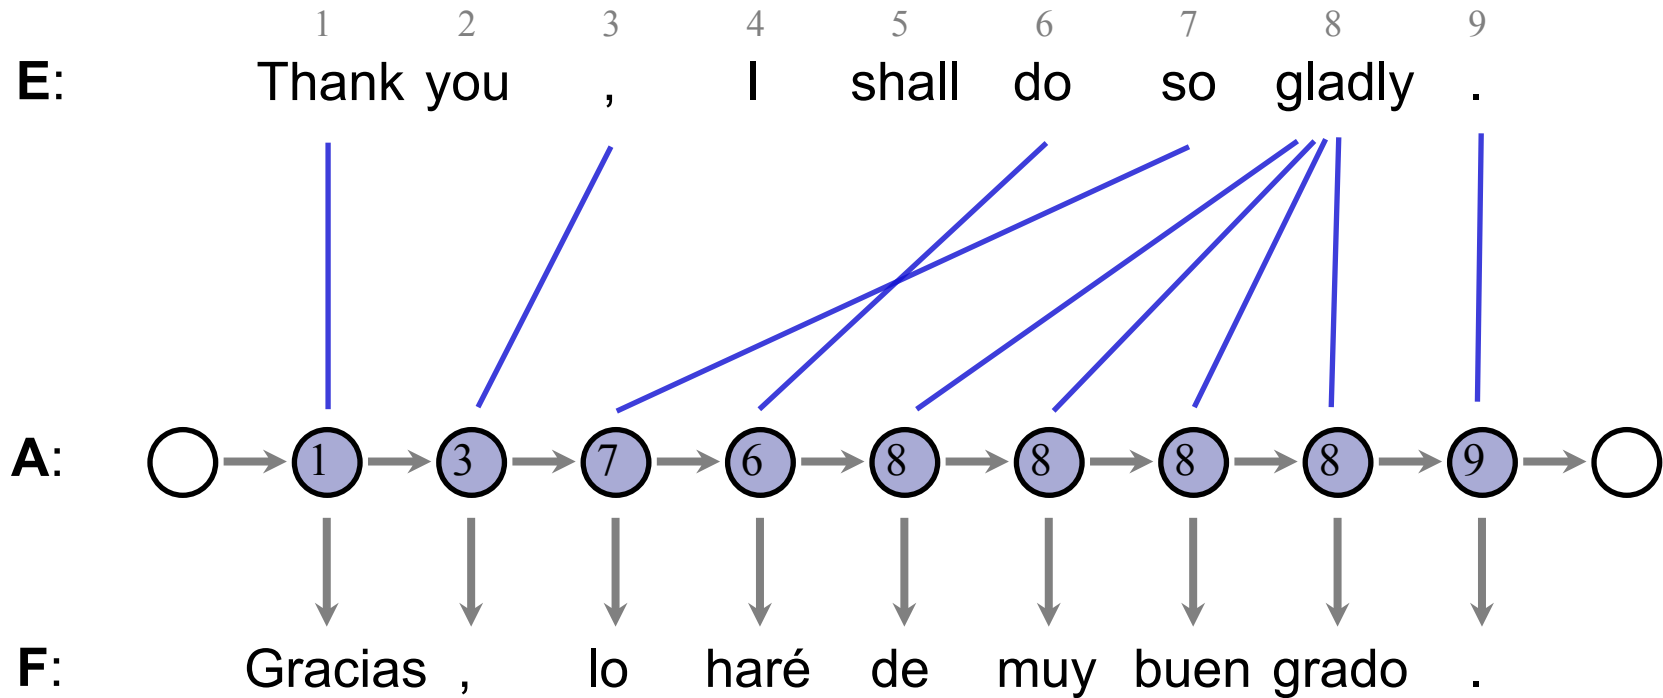 1 2 3 4 5 6 7 8 9
E: Thank you , I shall do so gladly .
A: 1 3 7 6 8 8 8 8 9
F: Gracias , lo haré de muy buen grado .